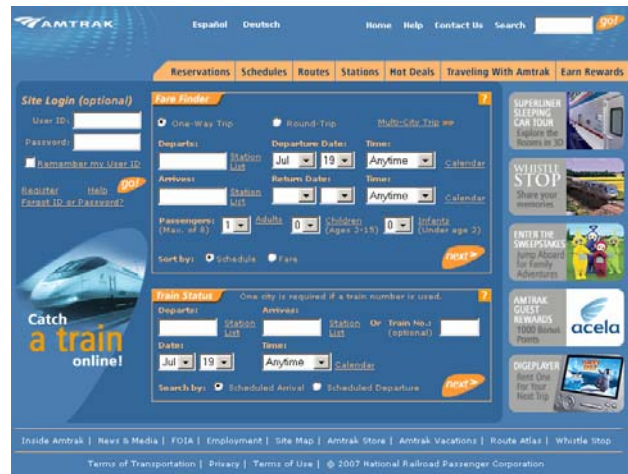 AMTRAK
Español Deutsch Home Help Contact Us Search go!
Reservations Schedules Routes Stations Hot Deals Traveling With Amtrak Earn Rewards
Site Login (optional)
User ID:
Password:
Remember my User ID
Register Help go!
Forgot ID or Password?
Catch
a train
online!
Fare Finder ?
One-Way Trip Round-Trip Multi-City Trip
Departs: Departure Date: Time:
Station List Jul 19 Anytime Calendar
Arrives: Return Date: Time:
Station List Anytime Calendar
Passengers: 1 Adults 0 Children 0 Infants
(Max. of 8) (Ages 2-15) (Under age 2)
Sort by: Schedule Fare next>
Train Status One city is required if a train number is used. ?
Departs: Arrives:
Station List Station List Or Train No.: (optional)
Date: Time:
Jul 19 Anytime Calendar
Search by: Scheduled Arrival Scheduled Departure next>
SUPERLINER
SLEEPING
CAR TOUR
Explore the
Rooms in 3D
WHISTLE
STOP
Share your
memories
ENTER THE
SWEEPSTAKES
Jump Aboard
for Family
Adventures
AMTRAK
GUEST
REWARDS
1000 Bonus
Points
acela
DIGEPLAYER
Rent One
For Your
Next Trip
Inside Amtrak | News & Media | FOIA | Employment | Site Map | Amtrak Store | Amtrak Vacations | Route Atlas | Whistle Stop
Terms of Transportation | Privacy | Terms of Use | © 2007 National Railroad Passenger Corporation